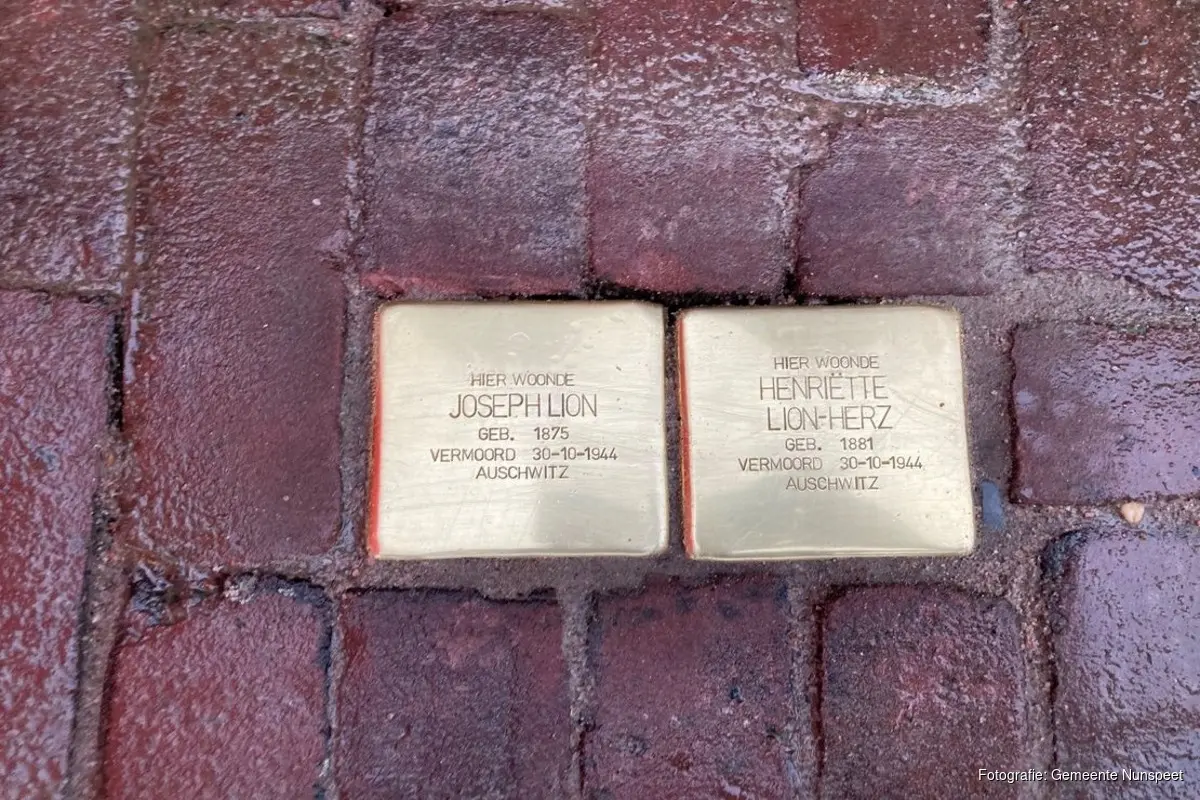 HIER WOONDE
JOSEPH LION
GEB. 1875
VERMOORD 30-10-1944
AUSCHWITZ
HIER WOONDE
HENRIËTTE
LION-HERZ
GEB. 1881
VERMOORD 30-10-1944
AUSCHWITZ
Fotografie: Gemeente Nunspeet